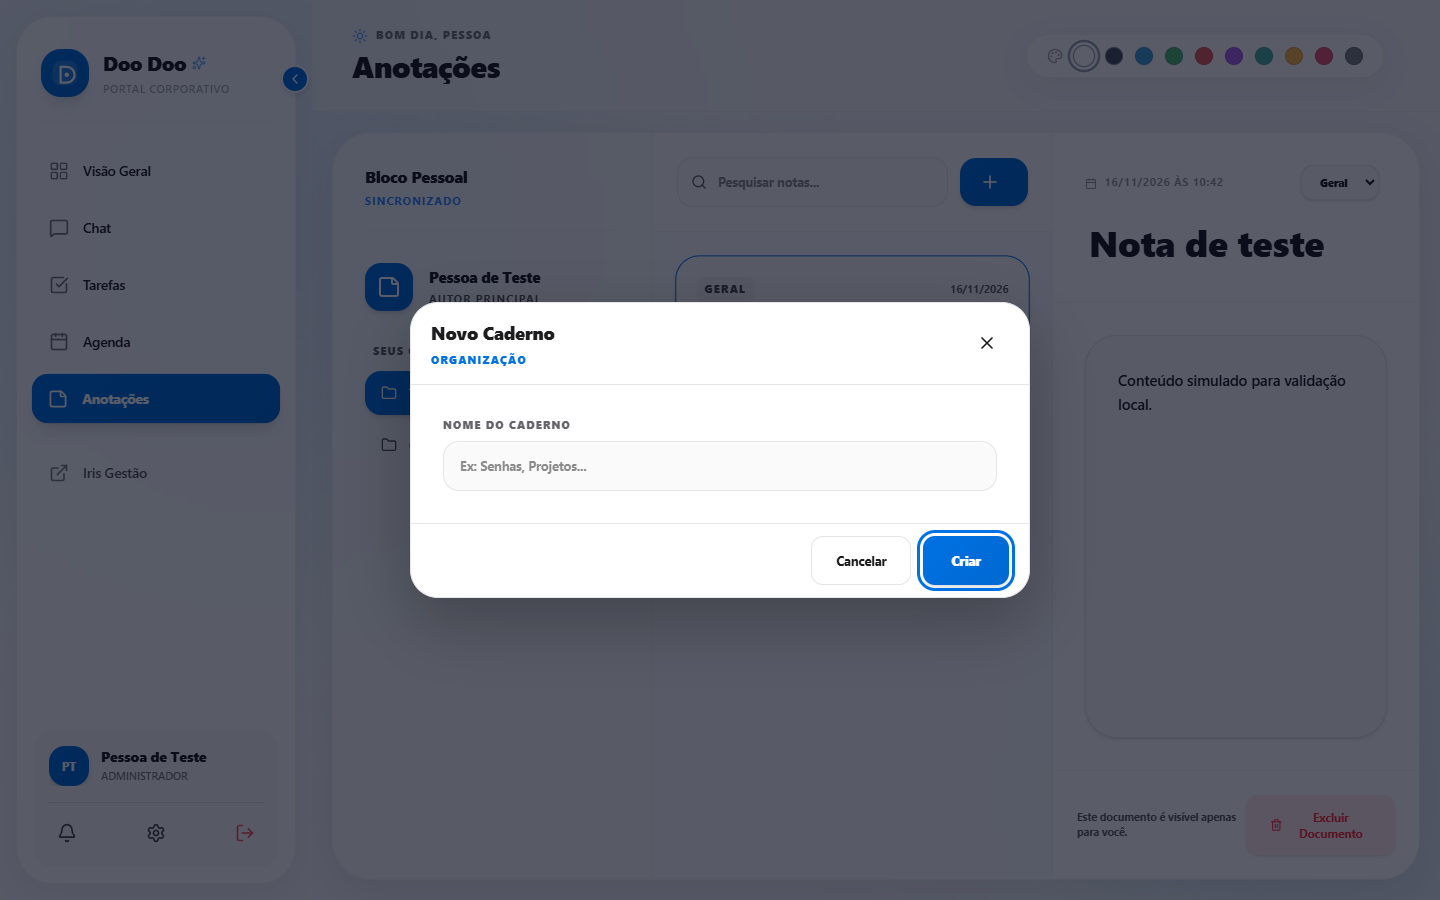 Doo Doo
PORTAL CORPORATIVO
Visão Geral
Chat
Tarefas
Agenda
Anotações
Iris Gestão
PT
Pessoa de Teste
ADMINISTRADOR
BOM DIA, PESSOA
Anotações
Bloco Pessoal
SINCRONIZADO
Pessoa de Teste
AUTOR PRINCIPAL
SEUS
Pesquisar notas...
GERAL
16/11/2026
16/11/2026 ÀS 10:42
Geral
Nota de teste
Conteúdo simulado para validação
local.
Este documento é visível apenas
para você.
Excluir
Documento
Novo Caderno
ORGANIZAÇÃO
NOME DO CADERNO
Ex: Senhas, Projetos...
Cancelar
Criar